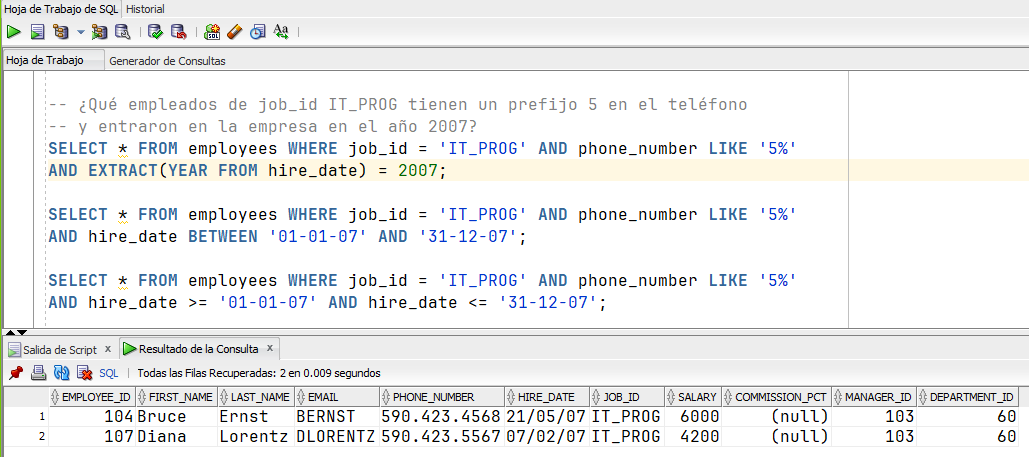 Hoja de Trabajo de SQL Historial
Hoja de Trabajo Generador de Consultas
-- ¿Qué empleados de job_id IT_PROG tienen un prefijo 5 en el teléfono
-- y entraron en la empresa en el año 2007?
SELECT * FROM employees WHERE job_id = 'IT_PROG' AND phone_number LIKE '5%'
AND EXTRACT(YEAR FROM hire_date) = 2007;
SELECT * FROM employees WHERE job_id = 'IT_PROG' AND phone_number LIKE '5%'
AND hire_date BETWEEN '01-01-07' AND '31-12-07';
SELECT * FROM employees WHERE job_id = 'IT_PROG' AND phone_number LIKE '5%'
AND hire_date >= '01-01-07' AND hire_date <= '31-12-07';
Salida de Script x Resultado de la Consulta x
SQL | Todas las Filas Recuperadas: 2 en 0.009 segundos
EMPLOYEE_ID FIRST_NAME LAST_NAME EMAIL PHONE_NUMBER HIRE_DATE JOB_ID SALARY COMMISSION_PCT MANAGER_ID DEPARTMENT_ID
1 104 Bruce Ernst BERNST 590.423.4568 21/05/07 IT_PROG 6000 (null) 103 60
2 107 Diana Lorentz DLORENTZ 590.423.5567 07/02/07 IT_PROG 4200 (null) 103 60